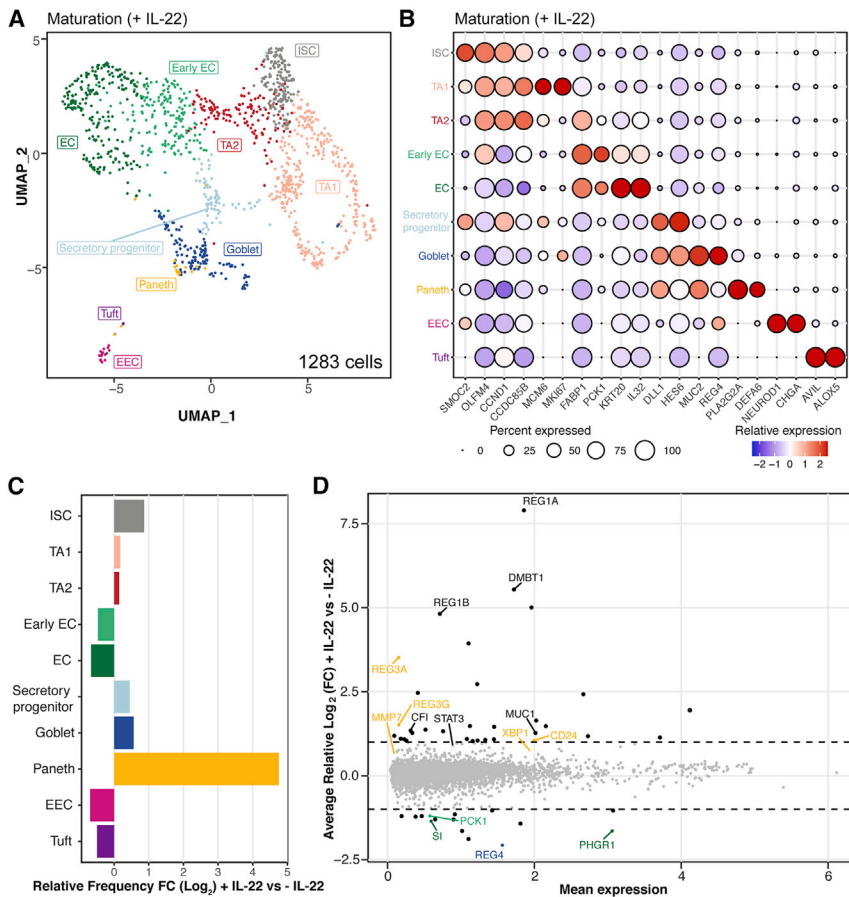 A
Maturation (+ IL-22)
5
0
−5
UMAP_2
ISC
Early EC
EC
TA2
TA1
Secretory progenitor
Goblet
Paneth
Tuft
EEC
1283 cells
−5
0
5
UMAP_1
B
Maturation (+ IL-22)
ISC
TA1
TA2
Early EC
EC
Secretory
progenitor
Goblet
Paneth
EEC
Tuft
SMOC2
OLFM4
CCND1
CCDC85B
MCM6
MKI67
FABP1
PCK1
KRT20
IL32
DLL1
HES6
MUC2
REG4
PLA2G2A
DEFA6
NEUROD1
CHGA
AVIL
ALOX5
Percent expressed
0 25 50 75 100
Relative expression
-2 -1 0 1 2
C
ISC
TA1
TA2
Early EC
EC
Secretory
progenitor
Goblet
Paneth
EEC
Tuft
0 1 2 3 4 5
Relative Frequency FC (Log2) + IL-22 vs - IL-22
D
Average Relative Log2 (FC) + IL-22 vs - IL-22
7.5
5.0
2.5
0.0
−2.5
REG1A
DMBT1
REG1B
REG3A
REG3G
CFI
MMP7
STAT3
MUC1
XBP1
CD24
PCK1
SI
REG4
PHGR1
0 2 4 6
Mean expression